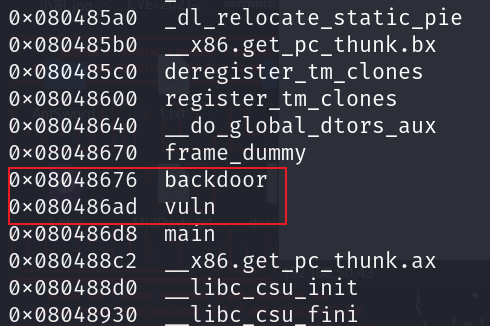 0×080485a0 _dl_relocate_static_pie
0×080485b0 __x86.get_pc_thunk.bx
0×080485c0 deregister_tm_clones
0×08048600 register_tm_clones
0×08048640 __do_global_dtors_aux
0×08048670 frame_dummy
0×08048676 backdoor
0×080486ad vuln
0×080486d8 main
0×080488c2 __x86.get_pc_thunk.ax
0×080488d0 __libc_csu_init
0×08048930 __libc_csu_fini